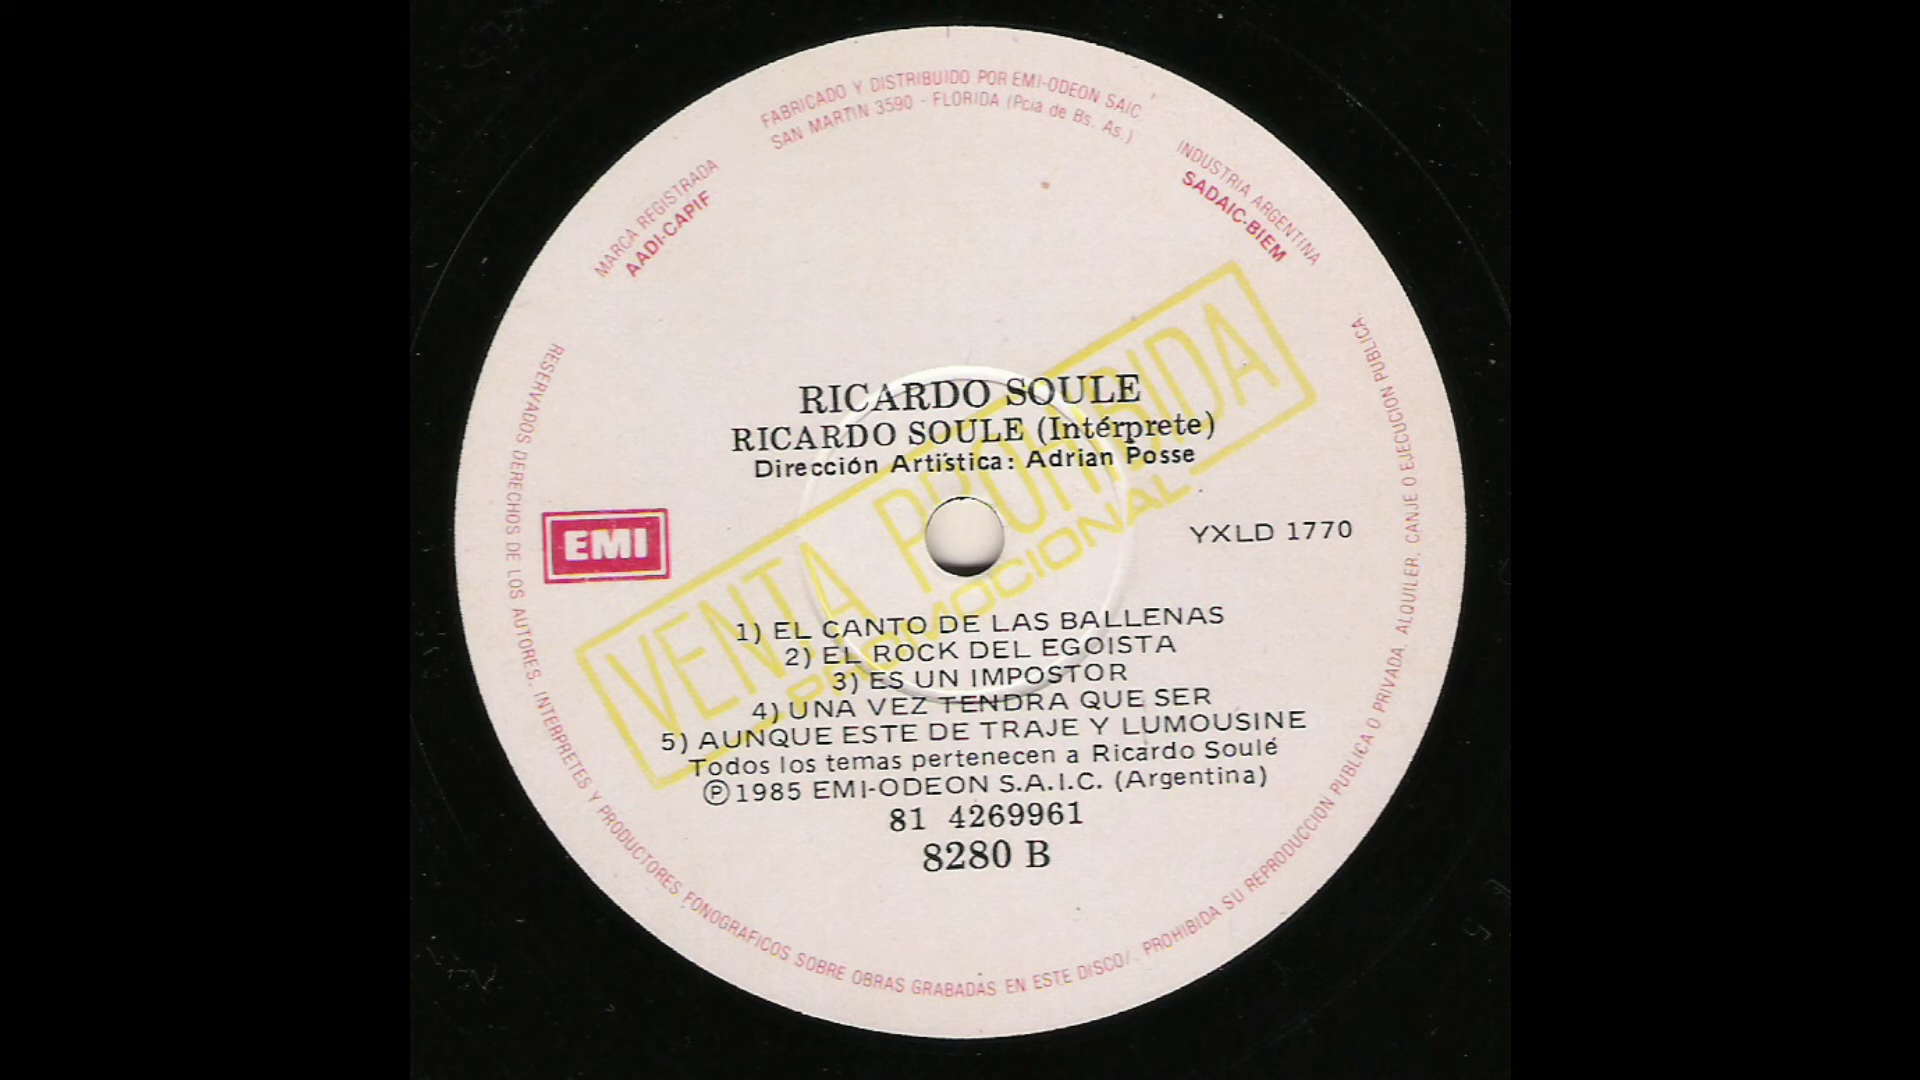 FABRICADO Y DISTRIBUIDO POR EMI-ODEON SAIC
SAN MARTIN 3590 - FLORIDA (Pcia de Bs. As.)
MARCA REGISTRADA
AADI-CAPIF
INDUSTRIA ARGENTINA
SADAIC-BIEM
RICARDO SOULE
RICARDO SOULE (Intérprete)
Dirección Artística: Adrian Posse
EMI
YXLD 1770
VENTA PROHIBIDA
PROMOCIONAL
1) EL CANTO DE LAS BALLENAS
2) EL ROCK DEL EGOISTA
3) ES UN IMPOSTOR
4) UNA VEZ TENDRA QUE SER
5) AUNQUE ESTE DE TRAJE Y LUMOUSINE
Todos los temas pertenecen a Ricardo Soulé
Ⓟ1985 EMI-ODEON S.A.I.C. (Argentina)
81 4269961
8280 B
RESERVADOS DERECHOS DE LOS AUTORES, INTERPRETES Y PRODUCTORES FONOGRAFICOS SOBRE OBRAS GRABADAS EN ESTE DISCO/. PROHIBIDA SU REPRODUCCION PUBLICA O PRIVADA, ALQUILER, CANJE O EJECUCION PUBLICA.